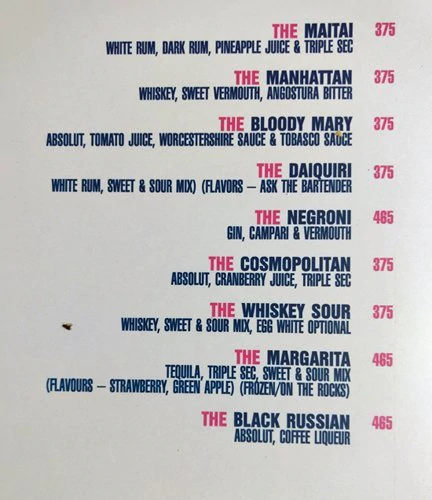 THE MAITAI 375
WHITE RUM, DARK RUM, PINEAPPLE JUICE & TRIPLE SEC
THE MANHATTAN 375
WHISKEY, SWEET VERMOUTH, ANGOSTURA BITTER
THE BLOODY MARY 375
ABSOLUT, TOMATO JUICE, WORCESTERSHIRE SAUCE & TOBASCO SAUCE
THE DAIQUIRI 375
WHITE RUM, SWEET & SOUR MIX) (FLAVORS – ASK THE BARTENDER
THE NEGRONI 465
GIN, CAMPARI & VERMOUTH
THE COSMOPOLITAN 375
ABSOLUT, CRANBERRY JUICE, TRIPLE SEC
THE WHISKEY SOUR 375
WHISKEY, SWEET & SOUR MIX, EGG WHITE OPTIONAL
THE MARGARITA 465
TEQUILA, TRIPLE SEC, SWEET & SOUR MIX
(FLAVOURS – STRAWBERRY, GREEN APPLE) (FROZEN/ON THE ROCKS)
THE BLACK RUSSIAN 465
ABSOLUT, COFFEE LIQUEUR